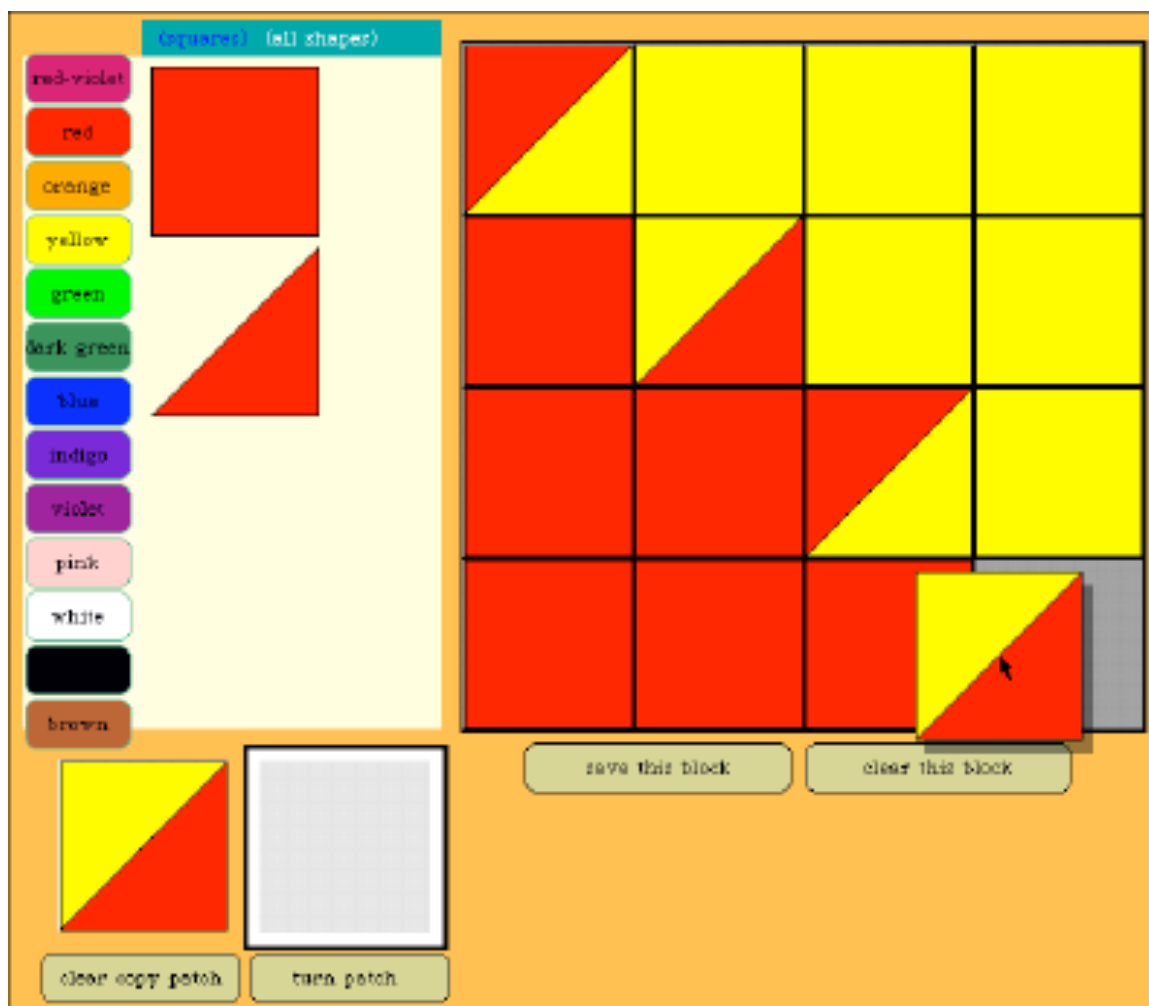 (squares) (all shapes)
red-violet
red
orange
yellow
green
dark green
blue
indigo
violet
pink
white
brown
save this block
clear this block
clear copy patch
turn patch